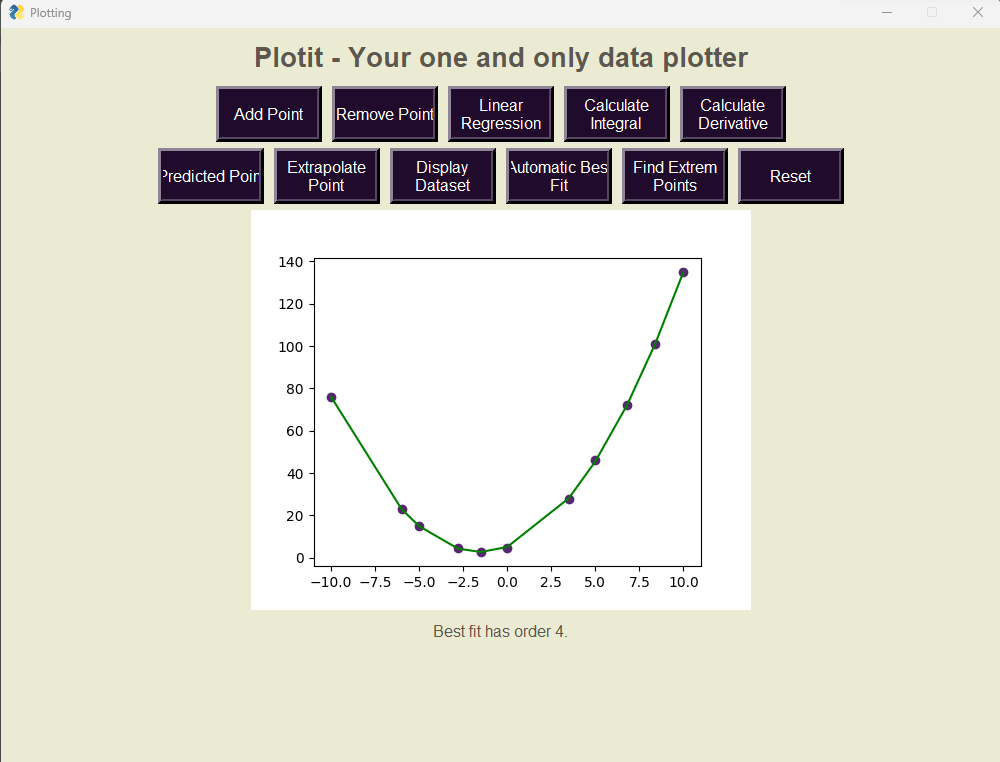 Plotting
Plotit - Your one and only data plotter
Add Point
Remove Point
Linear
Regression
Calculate
Integral
Calculate
Derivative
Predicted Poin
Extrapolate
Point
Display
Dataset
Automatic Bes
Fit
Find Extrem
Points
Reset
140
120
100
80
60
40
20
0
−10.0 −7.5 −5.0 −2.5 0.0 2.5 5.0 7.5 10.0
Best fit has order 4.